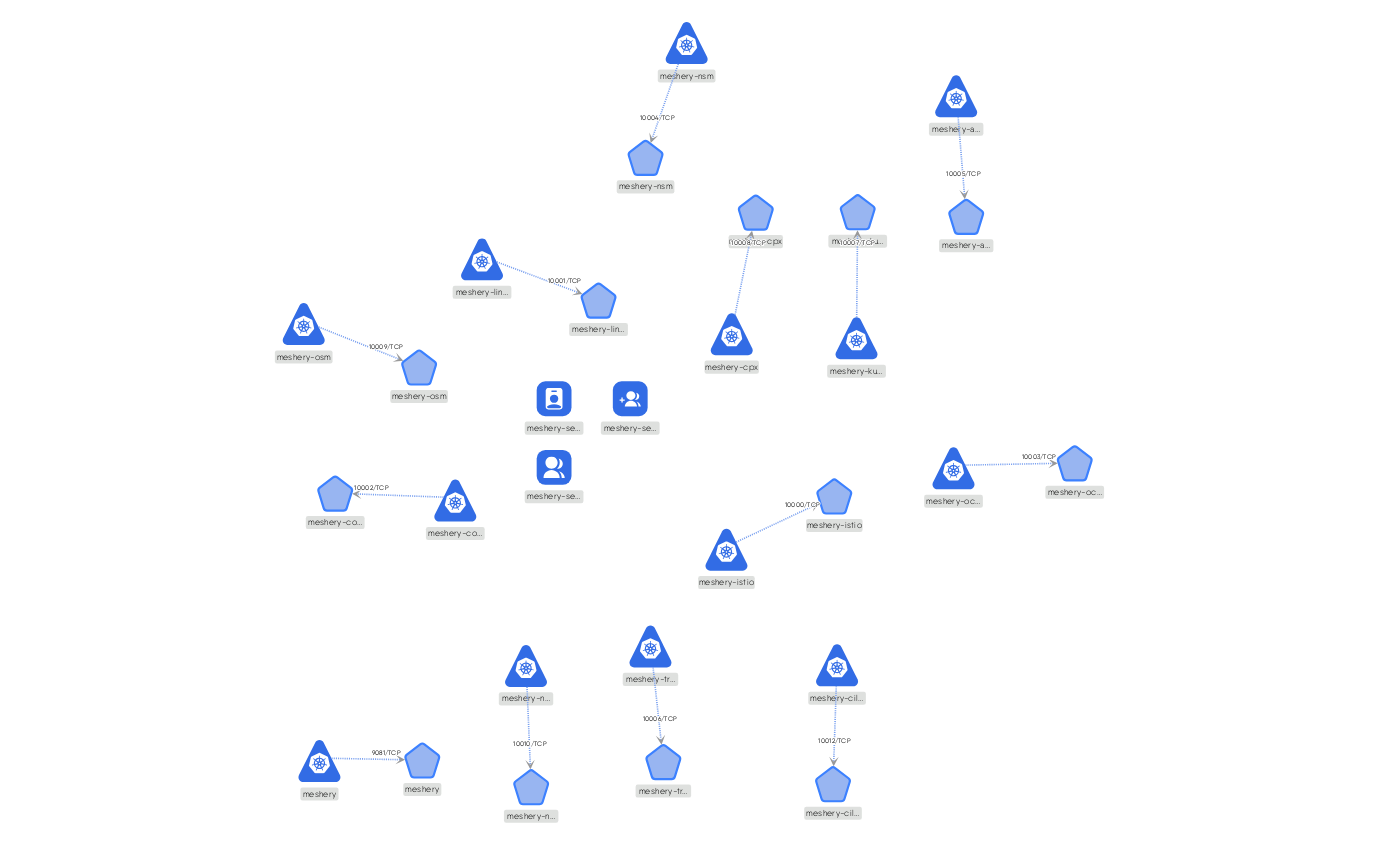 meshery-nsm
10004/TCP
meshery-nsm
meshery-a...
10005/TCP
meshery-a...
10008/TCP
cpx
10007/TCP
meshery-cpx
meshery-ku...
meshery-lin...
10001/TCP
meshery-lin...
meshery-osm
10009/TCP
meshery-osm
meshery-se...
meshery-se...
meshery-se...
10002/TCP
meshery-co...
meshery-co...
10003/TCP
meshery-oc...
meshery-oc...
10000/TCP
meshery-istio
meshery-istio
meshery-n...
10010/TCP
meshery-n...
meshery-tr...
10006/TCP
meshery-tr...
meshery-cil...
10012/TCP
meshery-cil...
9081/TCP
meshery
meshery